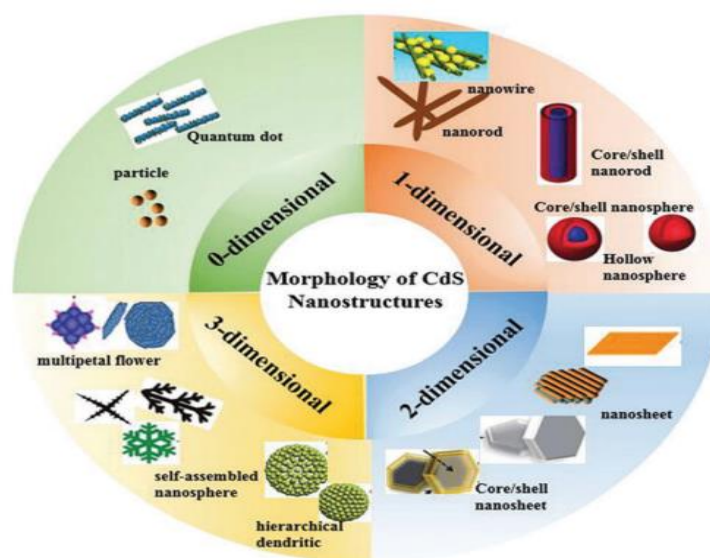 Morphology of CdS
Nanostructures
0-dimensional
Quantum dot
particle
1-dimensional
nanowire
nanorod
Core/shell
nanorod
Core/shell nanosphere
Hollow
nanosphere
2-dimensional
nanosheet
Core/shell
nanosheet
3-dimensional
multipetal flower
self-assembled
nanosphere
hierarchical
dendritic